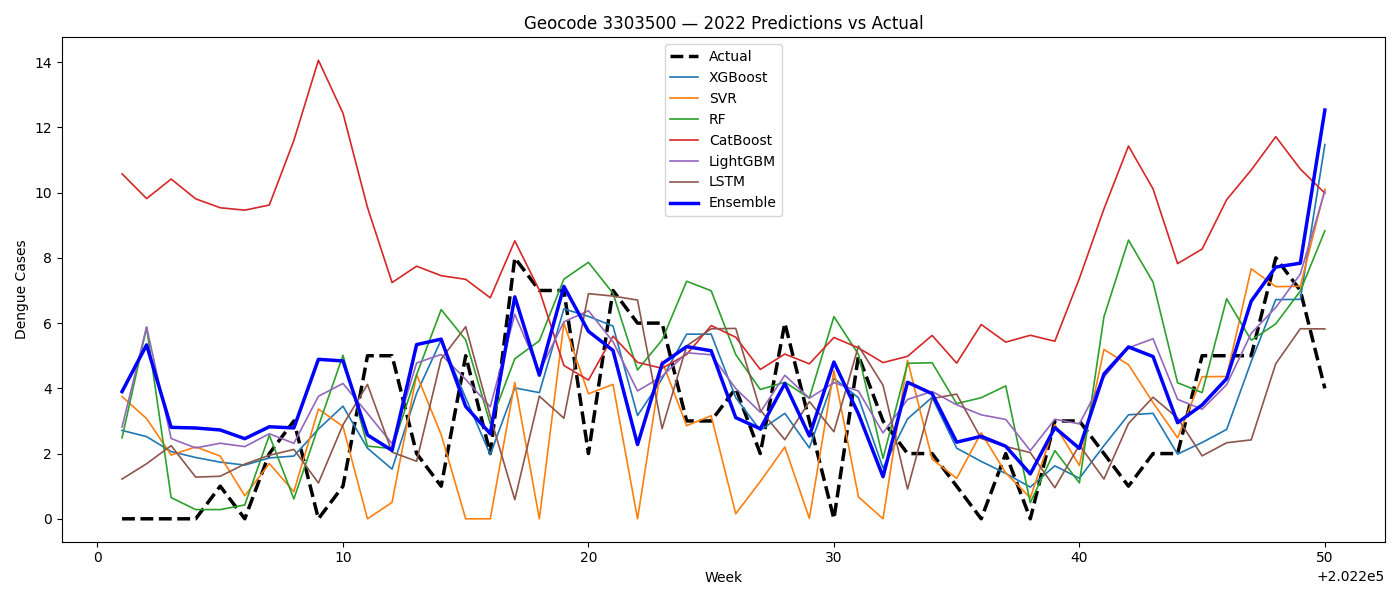 Geocode 3303500 — 2022 Predictions vs Actual
Dengue Cases
14
12
10
8
6
4
2
0
Actual
XGBoost
SVR
RF
CatBoost
LightGBM
LSTM
Ensemble
0 10 20 30 40 50
Week
+2.022e5